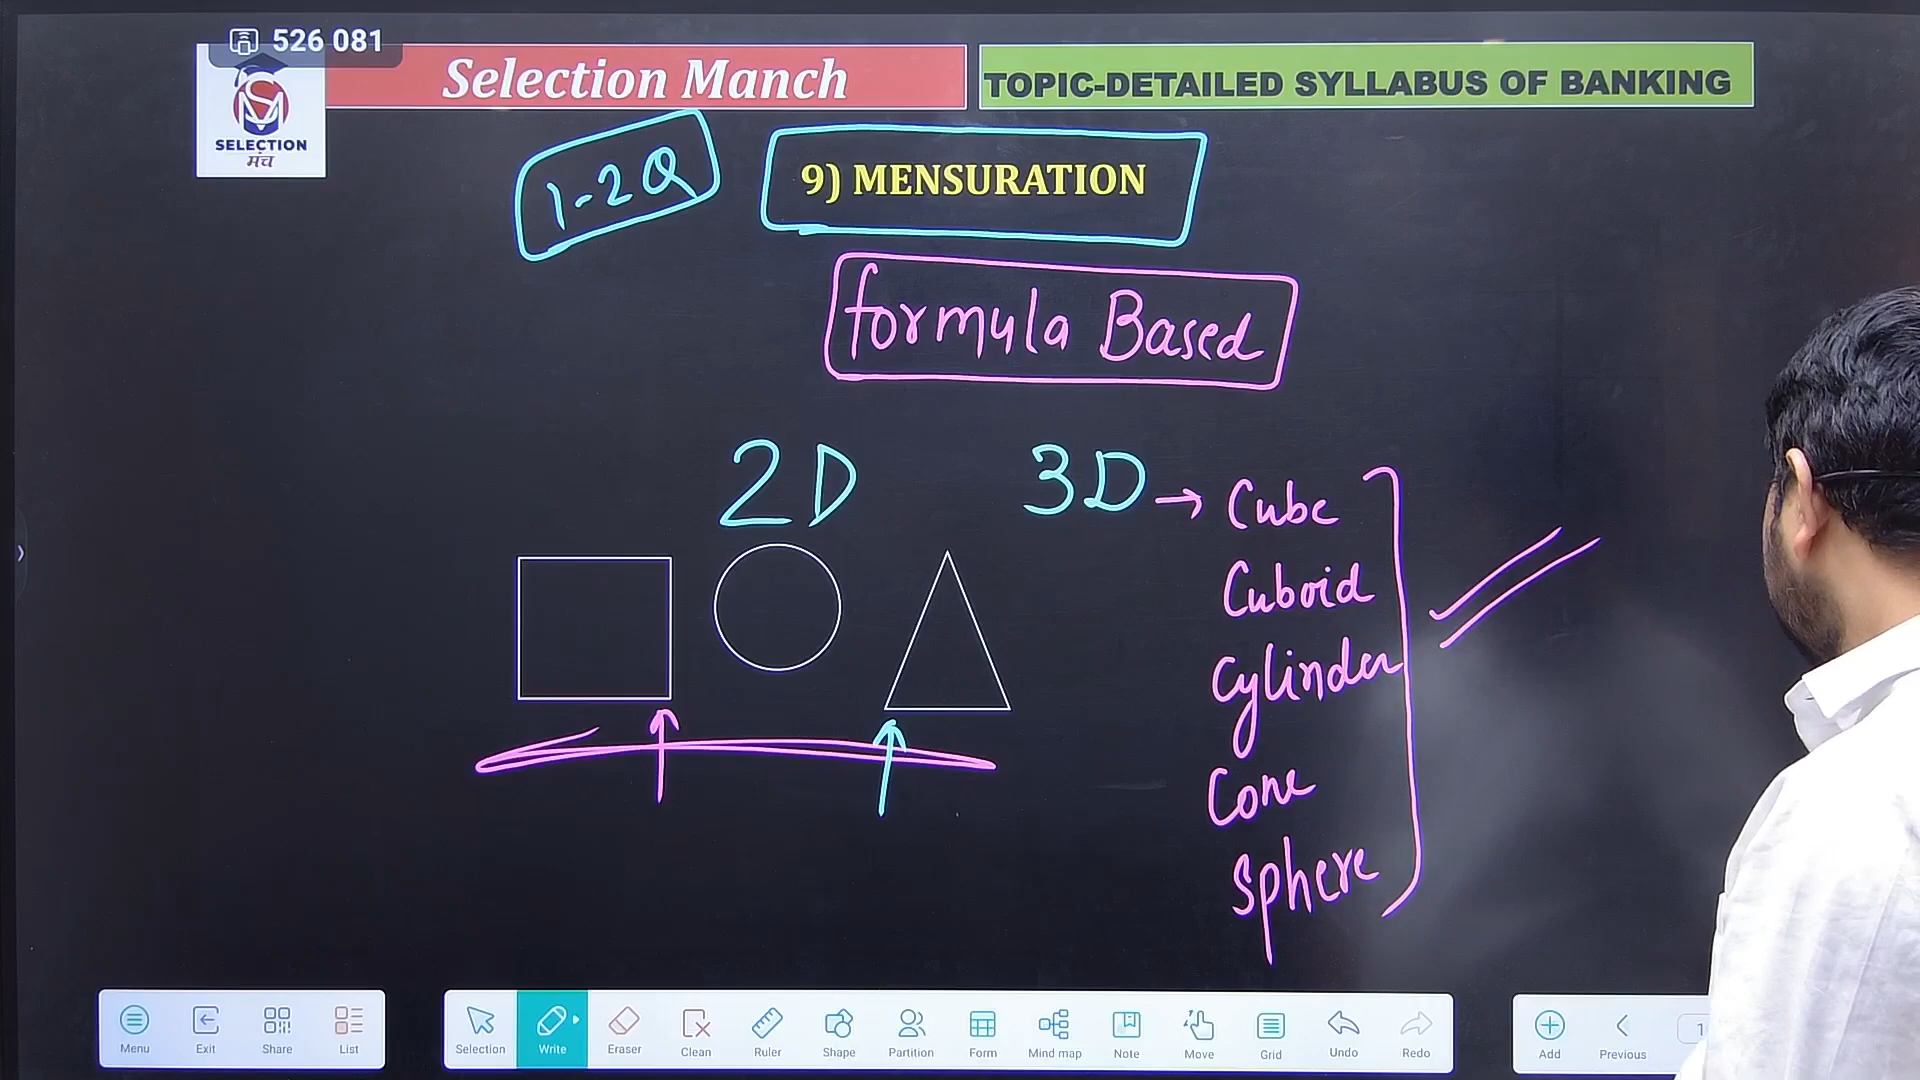 526 081
Selection Manch
TOPIC-DETAILED SYLLABUS OF BANKING
SELECTION
मंच
1-2Q
9) MENSURATION
formula Based
2D
3D → Cube
Cuboid
Cylinder
Cone
Sphere
Menu
Exit
Share
List
Selection
Write
Eraser
Clean
Ruler
Shape
Partition
Form
Mind map
Note
Move
Grid
Undo
Redo
Add
Previous
1